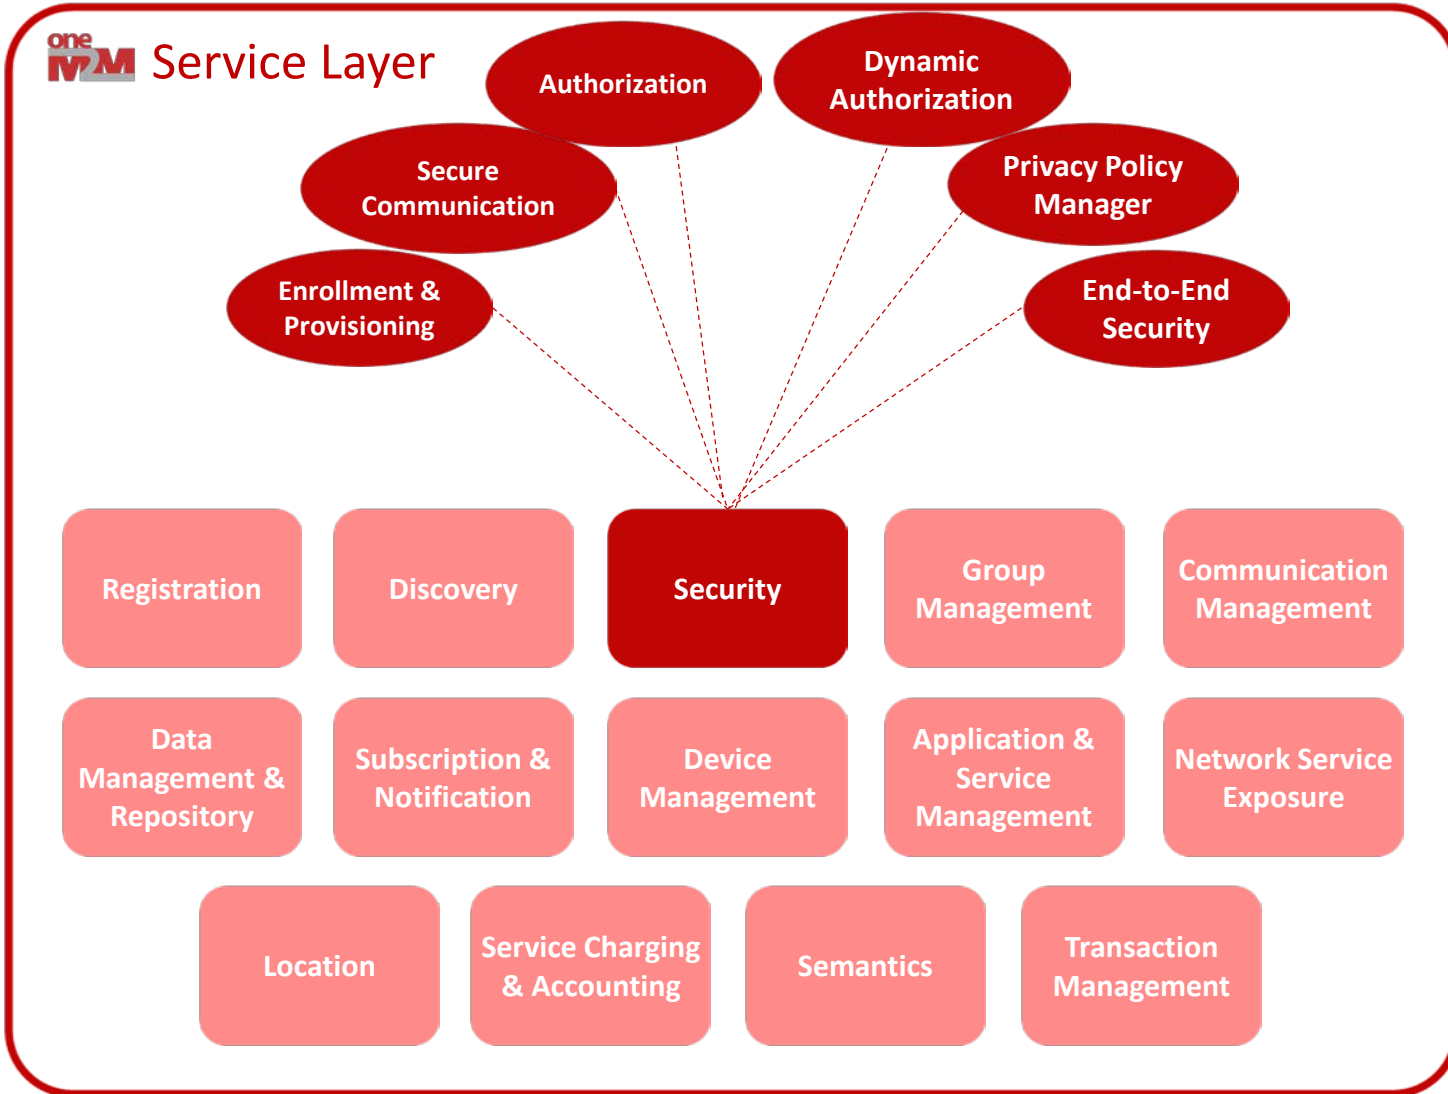 one
M2M
Service Layer
Authorization
Dynamic
Authorization
Secure
Communication
Privacy Policy
Manager
Enrollment &
Provisioning
End-to-End
Security
Registration
Discovery
Security
Group
Management
Communication
Management
Data
Management &
Repository
Subscription &
Notification
Device
Management
Application &
Service
Management
Network Service
Exposure
Location
Service Charging
& Accounting
Semantics
Transaction
Management